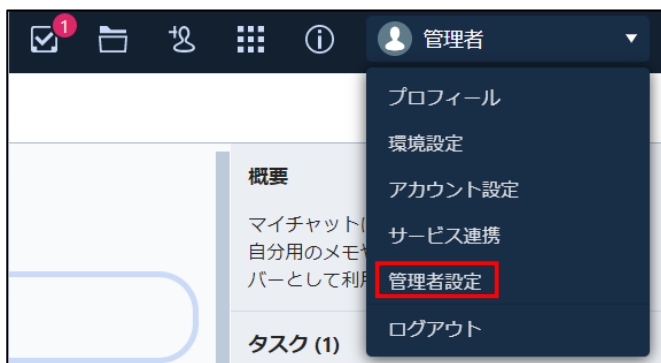 1
管理者
プロフィール
環境設定
アカウント設定
サービス連携
管理者設定
ログアウト
概要
マイチャット
自分用のメモ
バーとして利
タスク (1)